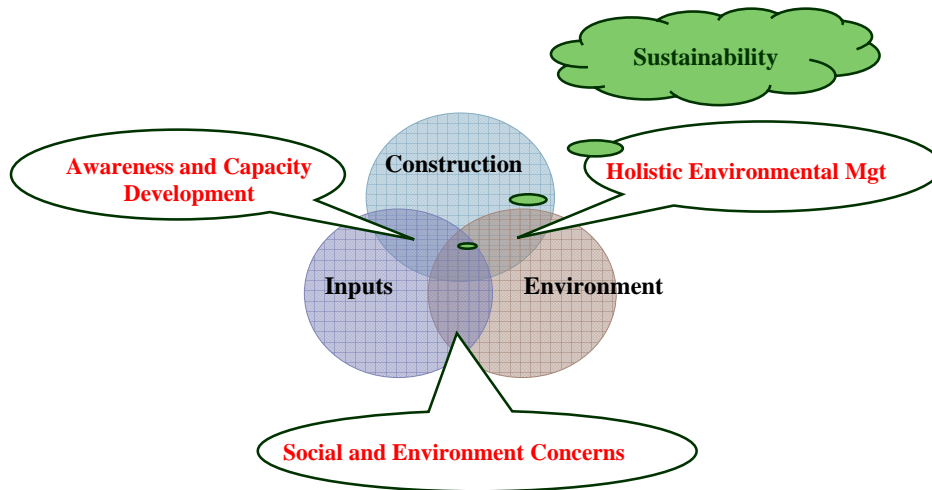 Sustainability
Construction
Awareness and Capacity
Development
Holistic Environmental Mgt
Inputs
Environment
Social and Environment Concerns